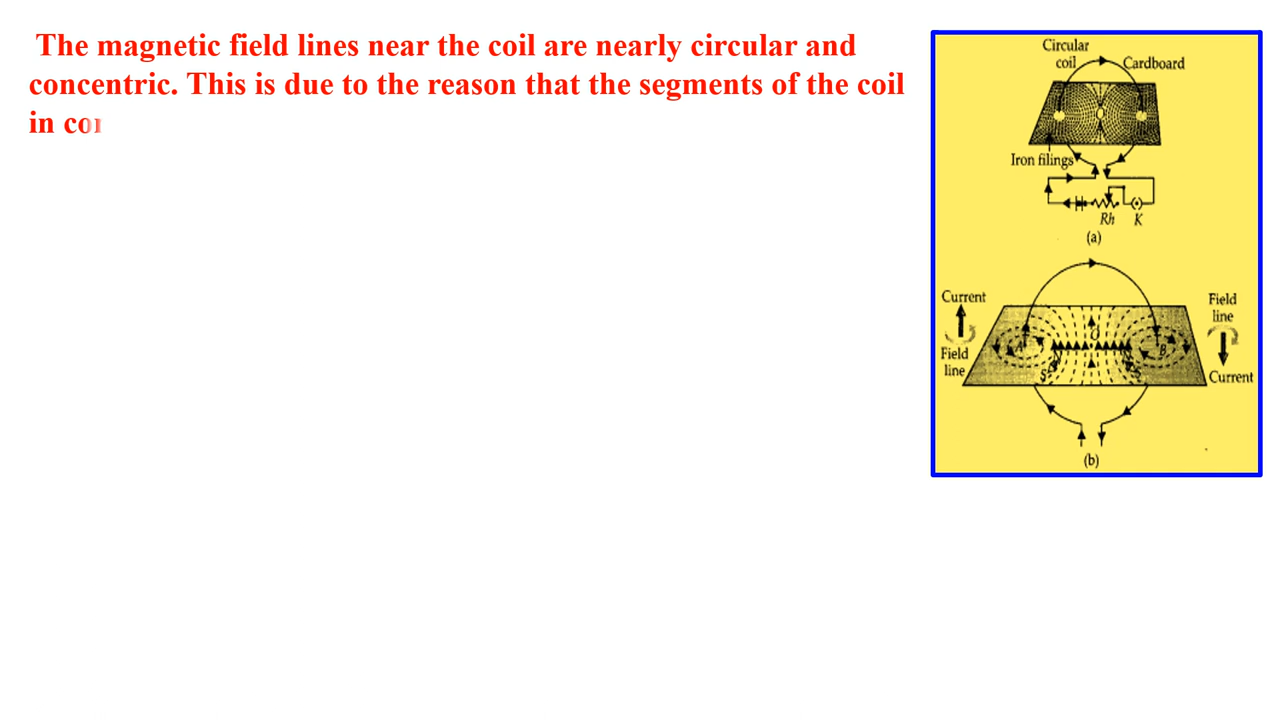 The magnetic field lines near the coil are nearly circular and
concentric. This is due to the reason that the segments of the coil
in
Circular
coil
Cardboard
Iron filings
Rh K
(a)
Current
Field
line
O
A
B
Field
line
Current
S
(b)